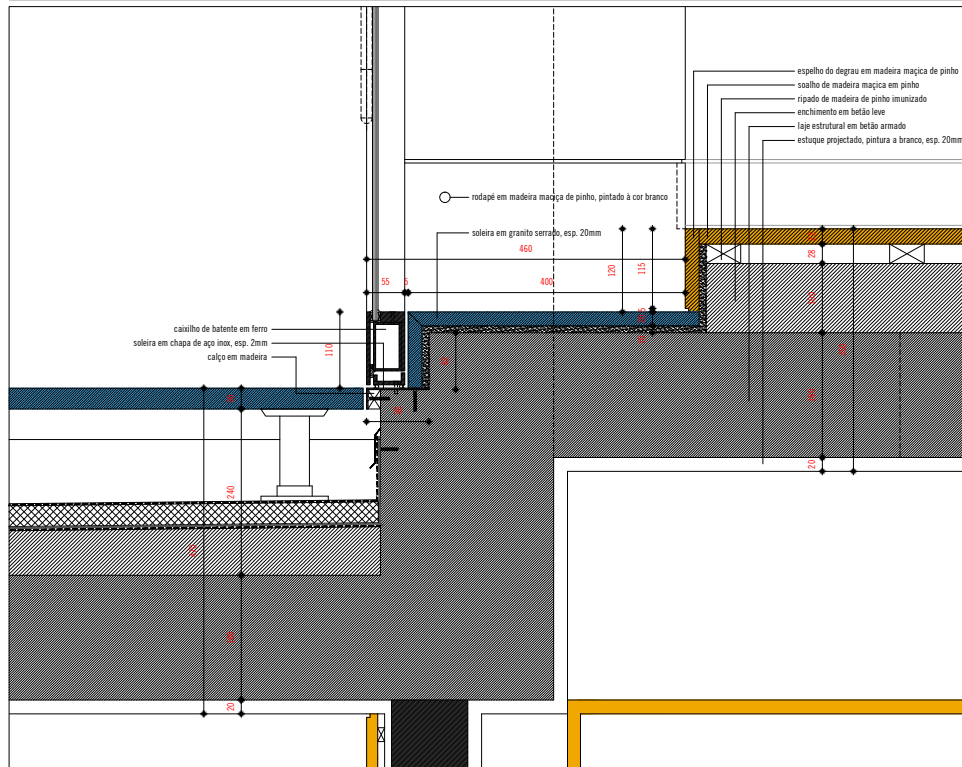 espelho do degrau em madeira maciça de pinho
soalho de madeira maciça em pinho
ripado de madeira de pinho imunizado
enchimento em betão leve
laje estrutural em betão armado
estuque projectado, pintura a branco, esp. 20mm
rodapé em madeira maciça de pinho, pintado à cor branco
soleira em granito serrado, esp. 20mm
460
120
115
28
55
5
400
caixilho de batente em ferro
soleira em chapa de aço inox, esp. 2mm
calço em madeira
110
20
240
20